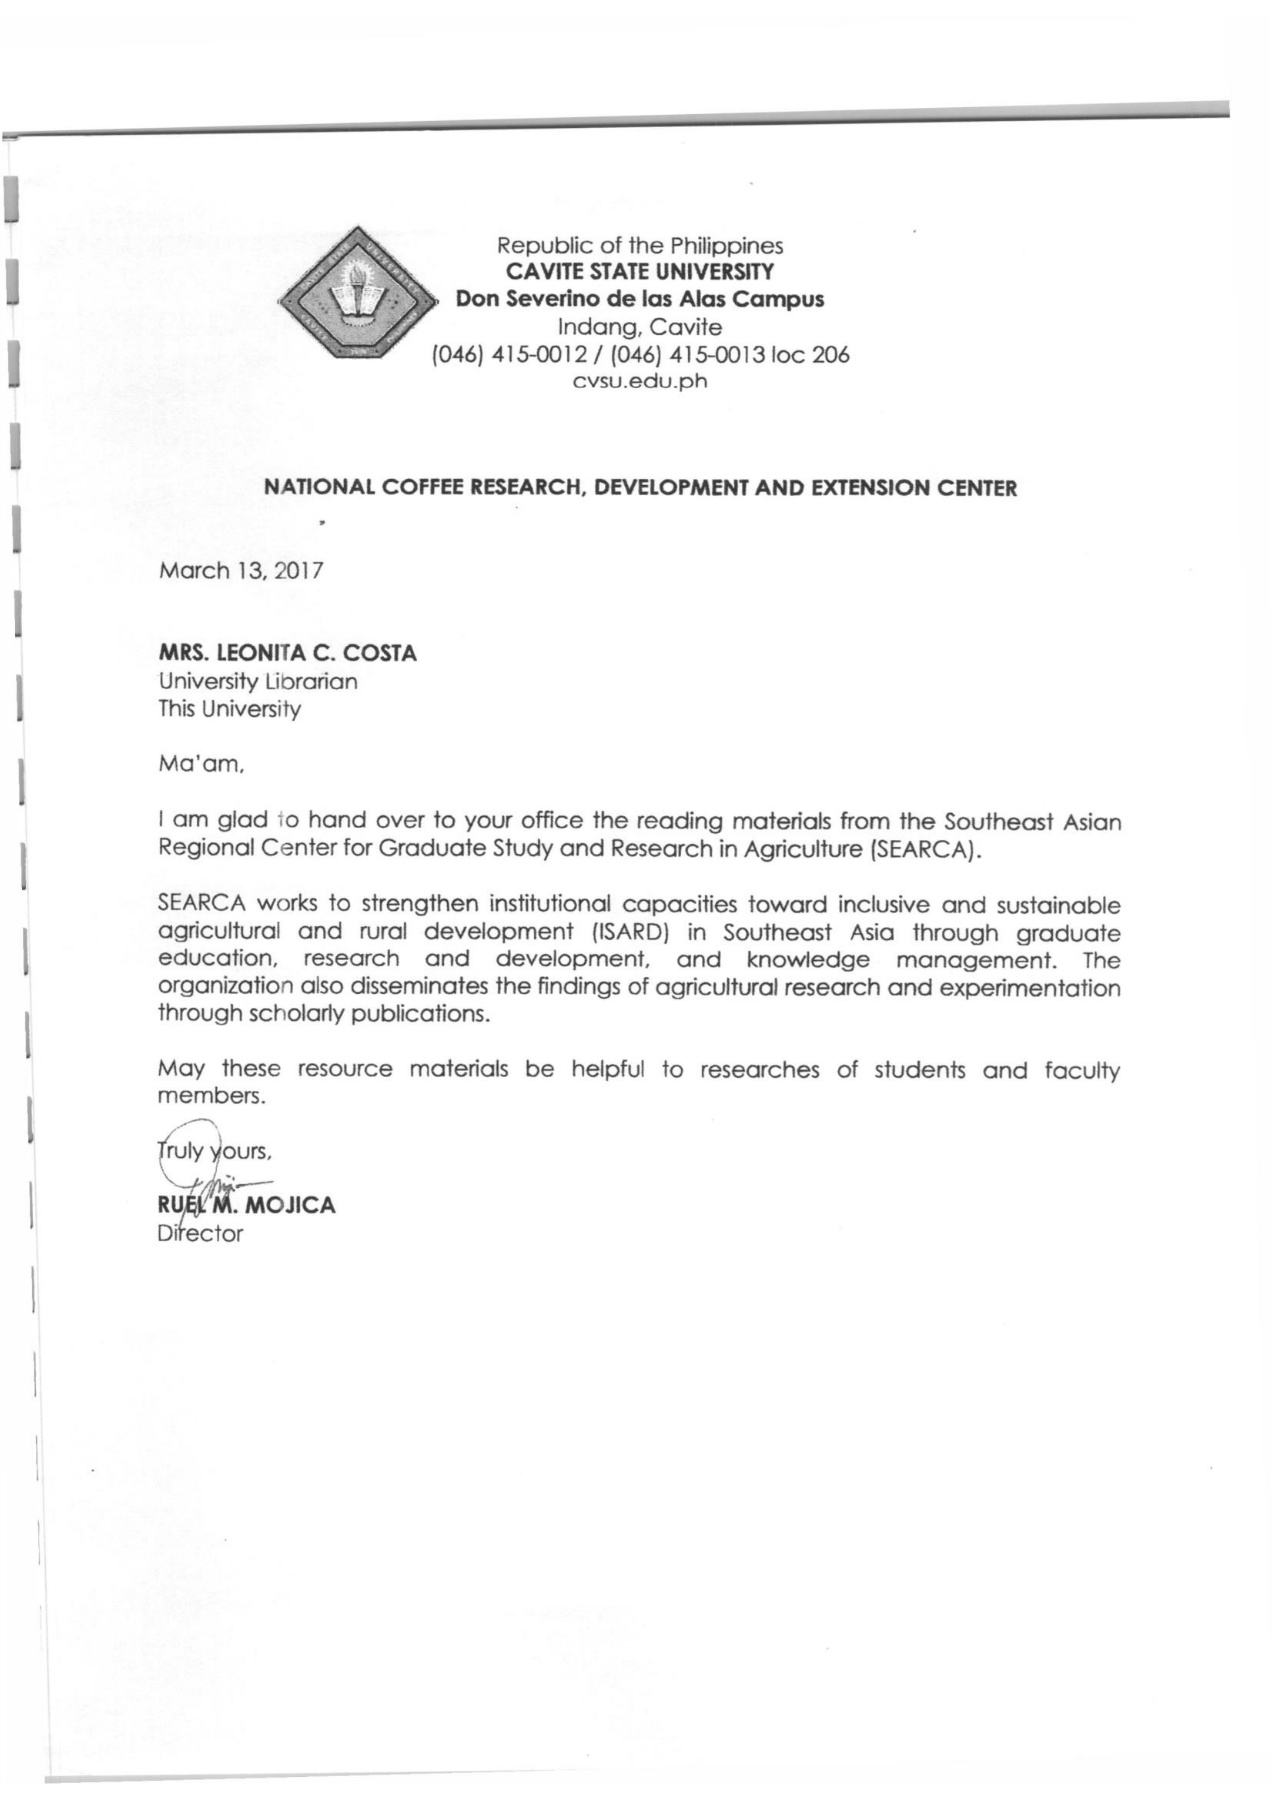 Republic of the Philippines
CAVITE STATE UNIVERSITY
Don Severino de las Alas Campus
Indang, Cavite
(046) 415-0012 / (046) 415-0013 loc 206
cvsu.edu.ph
NATIONAL COFFEE RESEARCH, DEVELOPMENT AND EXTENSION CENTER
March 13, 2017
MRS. LEONITA C. COSTA
University Librarian
This University
Ma'am,
I am glad to hand over to your office the reading materials from the Southeast Asian
Regional Center for Graduate Study and Research in Agriculture (SEARCA).
SEARCA works to strengthen institutional capacities toward inclusive and sustainable
agricultural and rural development (ISARD) in Southeast Asia through graduate
education, research and development, and knowledge management. The
organization also disseminates the findings of agricultural research and experimentation
through scholarly publications.
May these resource materials be helpful to researches of students and faculty
members.
Truly yours,
RUEL M. MOJICA
Director